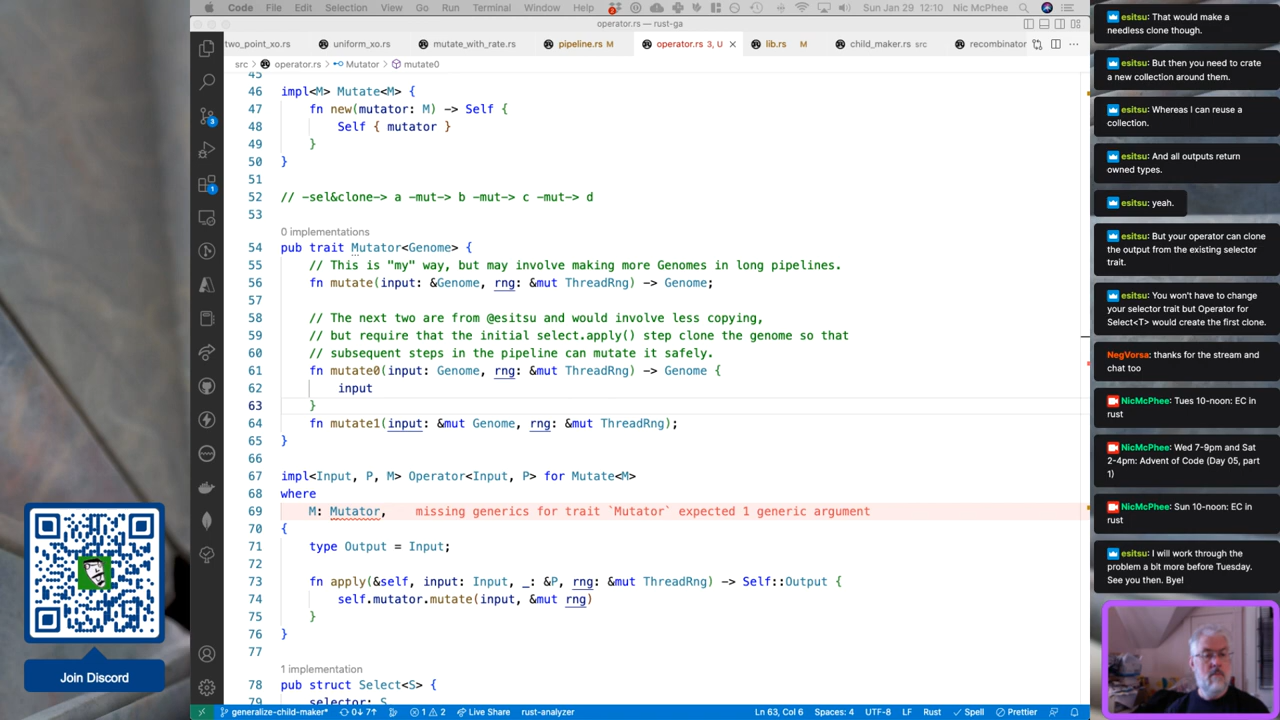 Code File Edit Selection View Go Run Terminal Window Help Sun Jan 29 12:10 Nic McPhee
operator.rs — rust-ga
two_point_xo.rs uniform_xo.rs mutate_with_rate.rs pipeline.rs M operator.rs 3, U lib.rs M child_maker.rs src recombinator
src > operator.rs > Mutator > mutate0
45
46 impl<M> Mutate<M> {
47 fn new(mutator: M) -> Self {
48 Self { mutator }
49 }
50 }
51
52 // -sel&clone-> a -mut-> b -mut-> c -mut-> d
53
0 implementations
54 pub trait Mutator<Genome> {
55 // This is "my" way, but may involve making more Genomes in long pipelines.
56 fn mutate(input: &Genome, rng: &mut ThreadRng) -> Genome;
57
58 // The next two are from @esitsu and would involve less copying,
59 // but require that the initial select.apply() step clone the genome so that
60 // subsequent steps in the pipeline can mutate it safely.
61 fn mutate0(input: Genome, rng: &mut ThreadRng) -> Genome {
62 input
63 }
64 fn mutate1(input: &mut Genome, rng: &mut ThreadRng);
65 }
66
67 impl<Input, P, M> Operator<Input, P> for Mutate<M>
68 where
69 M: Mutator, missing generics for trait `Mutator` expected 1 generic argument
70 {
71 type Output = Input;
72
73 fn apply(&self, input: Input, _: &P, rng: &mut ThreadRng) -> Self::Output {
74 self.mutator.mutate(input, &mut rng)
75 }
76 }
77
1 implementation
78 pub struct Select<S> {
79 selector: S
generalize-child-maker* 0↓ 7↑ 1 2 Live Share rust-analyzer Ln 63, Col 6 Spaces: 4 UTF-8 LF Rust Spell Prettier
3
1
Join Discord
esitsu: That would make a
needless clone though.
esitsu: But then you need to crate
a new collection around them.
esitsu: Whereas I can reuse a
collection.
esitsu: And all outputs return
owned types.
esitsu: yeah.
esitsu: But your operator can clone
the output from the existing selector
trait.
esitsu: You won't have to change
your selector trait but Operator for
Select<T> would create the first clone.
NegVorsa: thanks for the stream and
chat too
NicMcPhee: Tues 10-noon: EC in
rust
NicMcPhee: Wed 7-9pm and Sat
2-4pm: Advent of Code (Day 05, part
1)
NicMcPhee: Sun 10-noon: EC in
rust
esitsu: I will work through the
problem a bit more before Tuesday.
See you then. Bye!